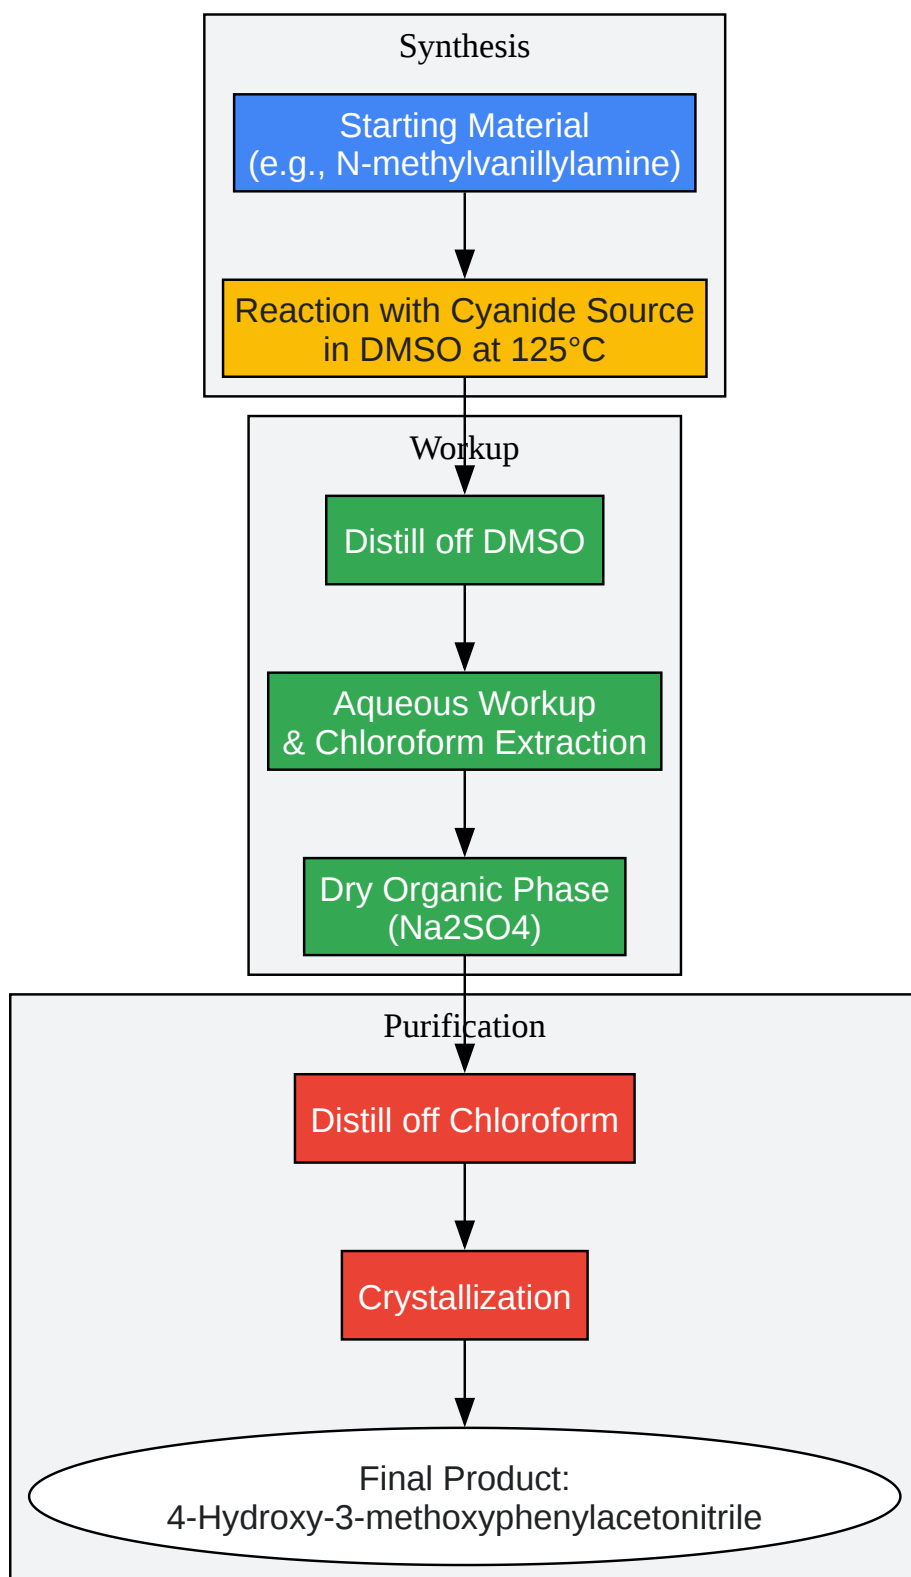 Synthesis
Starting Material
(e.g., N-methylvanillylamine)
Reaction with Cyanide Source
in DMSO at 125°C
Workup
Distill off DMSO
Aqueous Workup
& Chloroform Extraction
Dry Organic Phase
(Na2SO4)
Purification
Distill off Chloroform
Crystallization
Final Product:
4-Hydroxy-3-methoxyphenylacetonitrile